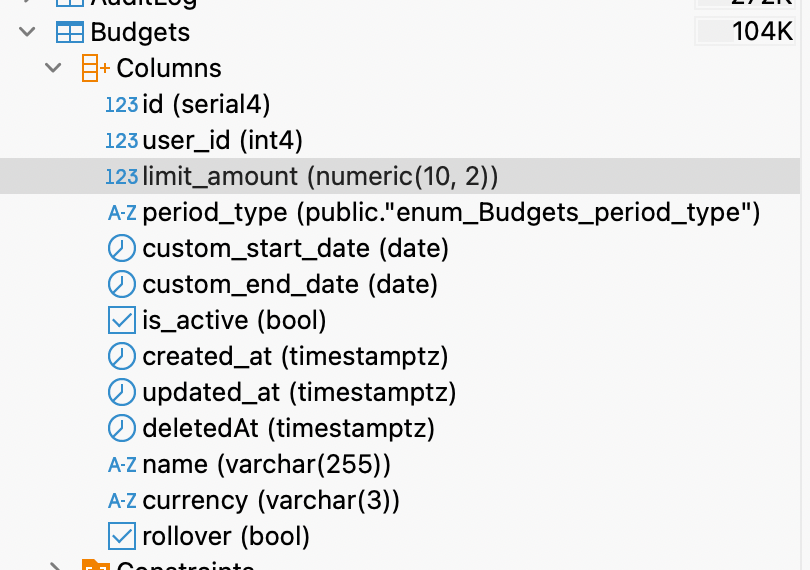 AuditLog 272K
Budgets 104K
Columns
123 id (serial4)
123 user_id (int4)
123 limit_amount (numeric(10, 2))
A-Z period_type (public."enum_Budgets_period_type")
custom_start_date (date)
custom_end_date (date)
is_active (bool)
created_at (timestamptz)
updated_at (timestamptz)
deletedAt (timestamptz)
A-Z name (varchar(255))
A-Z currency (varchar(3))
rollover (bool)
Constraints